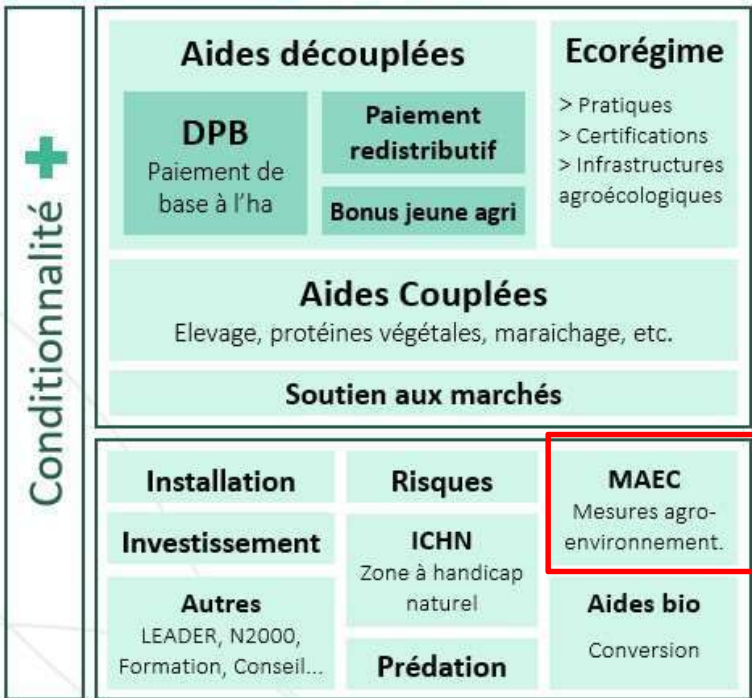 Conditionnalité +
Aides découplées
DPB
Paiement de
base à l'ha
Paiement
redistributif
Bonus jeune agri
Ecorégime
> Pratiques
> Certifications
> Infrastructures
agroécologiques
Aides Couplées
Elevage, protéines végétales, maraichage, etc.
Soutien aux marchés
Installation
Investissement
Autres
LEADER, N2000,
Formation, Conseil...
Risques
ICHN
Zone à handicap
naturel
Prédation
MAEC
Mesures agro-
environnement.
Aides bio
Conversion